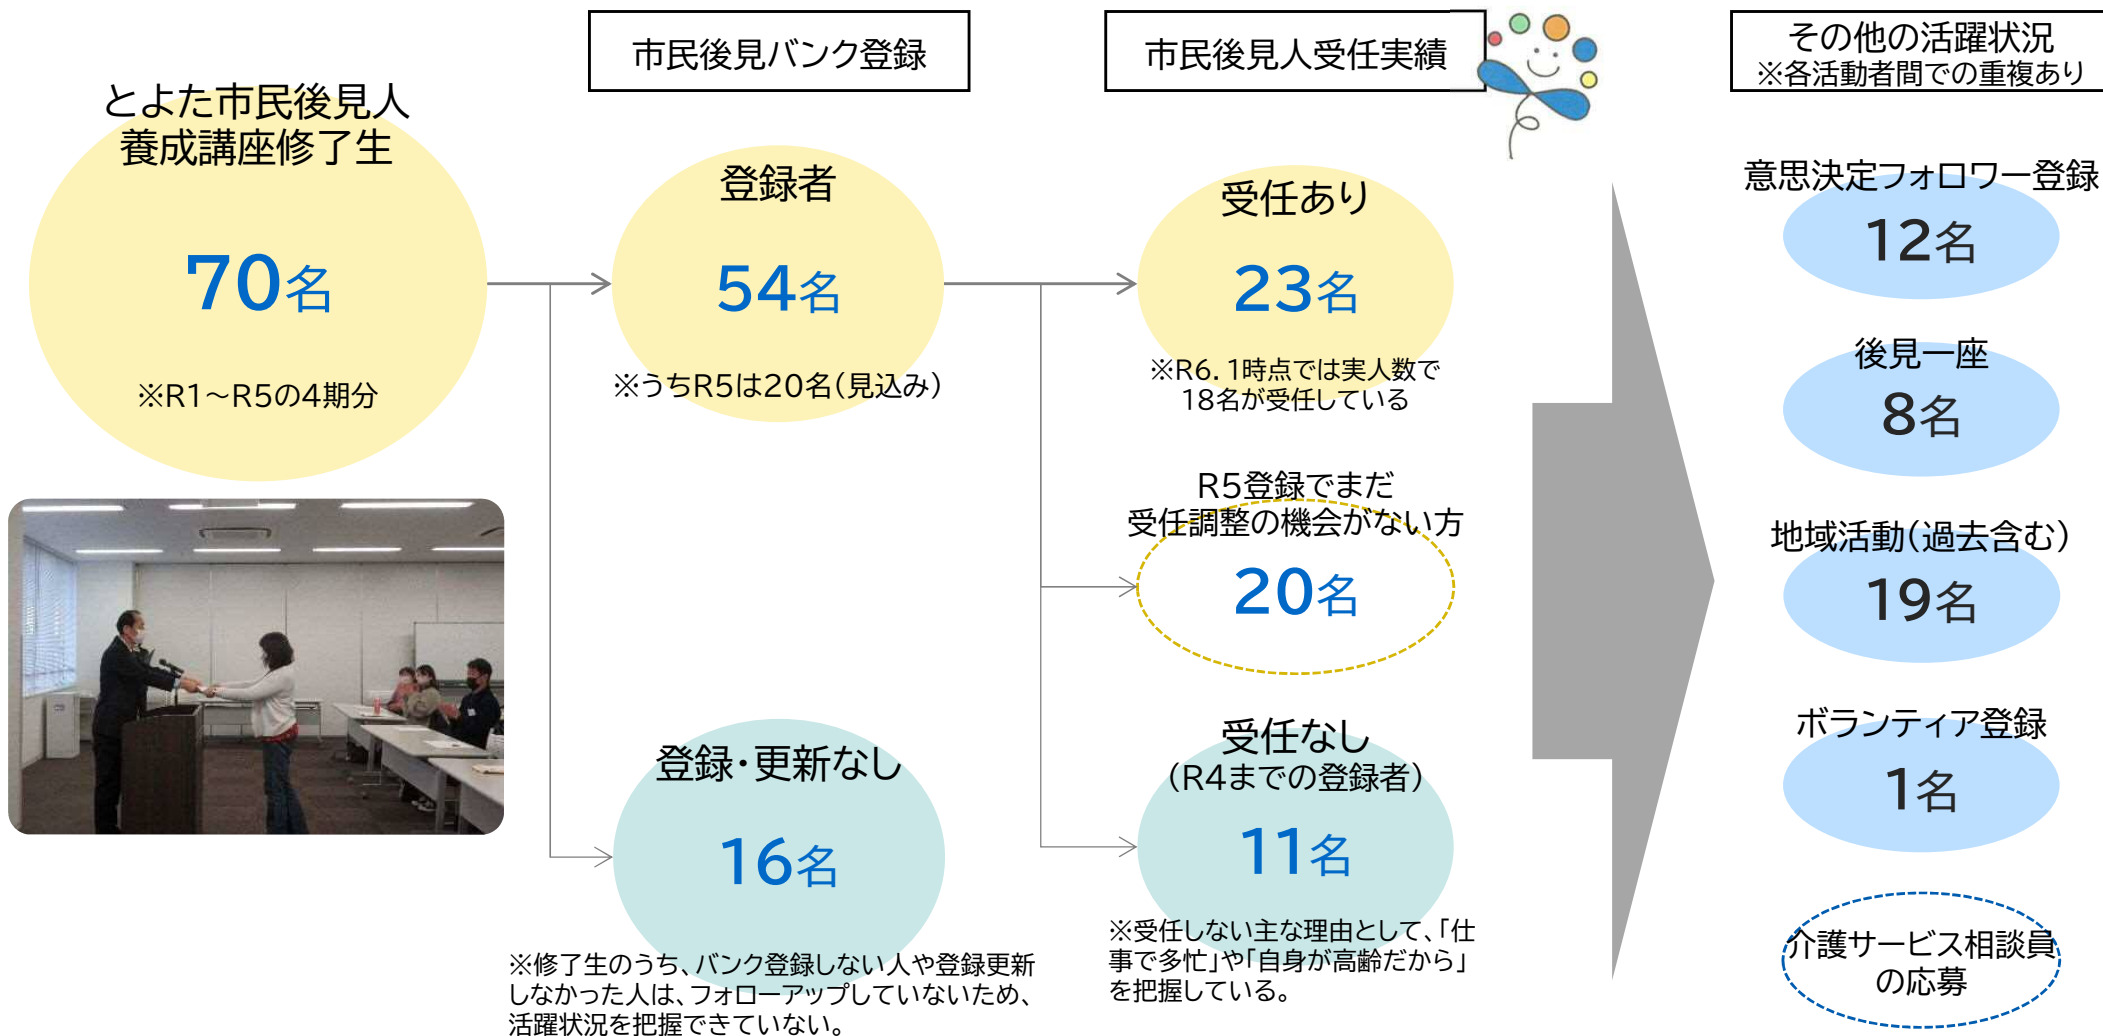 とよた市民後見人
養成講座修了生
70名
※R1～R5の4期分
市民後見バンク登録
登録者
54名
※うちR5は20名(見込み)
登録・更新なし
16名
※修了生のうち、バンク登録しない人や登録更新
しなかった人は、フォローアップしていないため、
活躍状況を把握できていない。
市民後見人受任実績
受任あり
23名
※R6.1時点では実人数で
18名が受任している
R5登録でまだ
受任調整の機会がない方
20名
受任なし
(R4までの登録者)
11名
※受任しない主な理由として、「仕
事で多忙」や「自身が高齢だから」
を把握している。
その他の活躍状況
※各活動者間での重複あり
意思決定フォロワー登録
12名
後見一座
8名
地域活動(過去含む)
19名
ボランティア登録
1名
介護サービス相談員
の応募